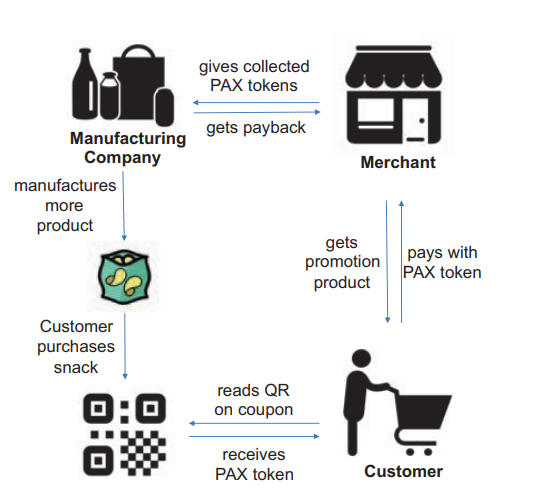 gives collected
PAX tokens
gets payback
Manufacturing
Company
Merchant
manufactures
more
product
gets
promotion
product
pays with
PAX token
Customer
purchases
snack
reads QR
on coupon
receives
PAX token
Customer